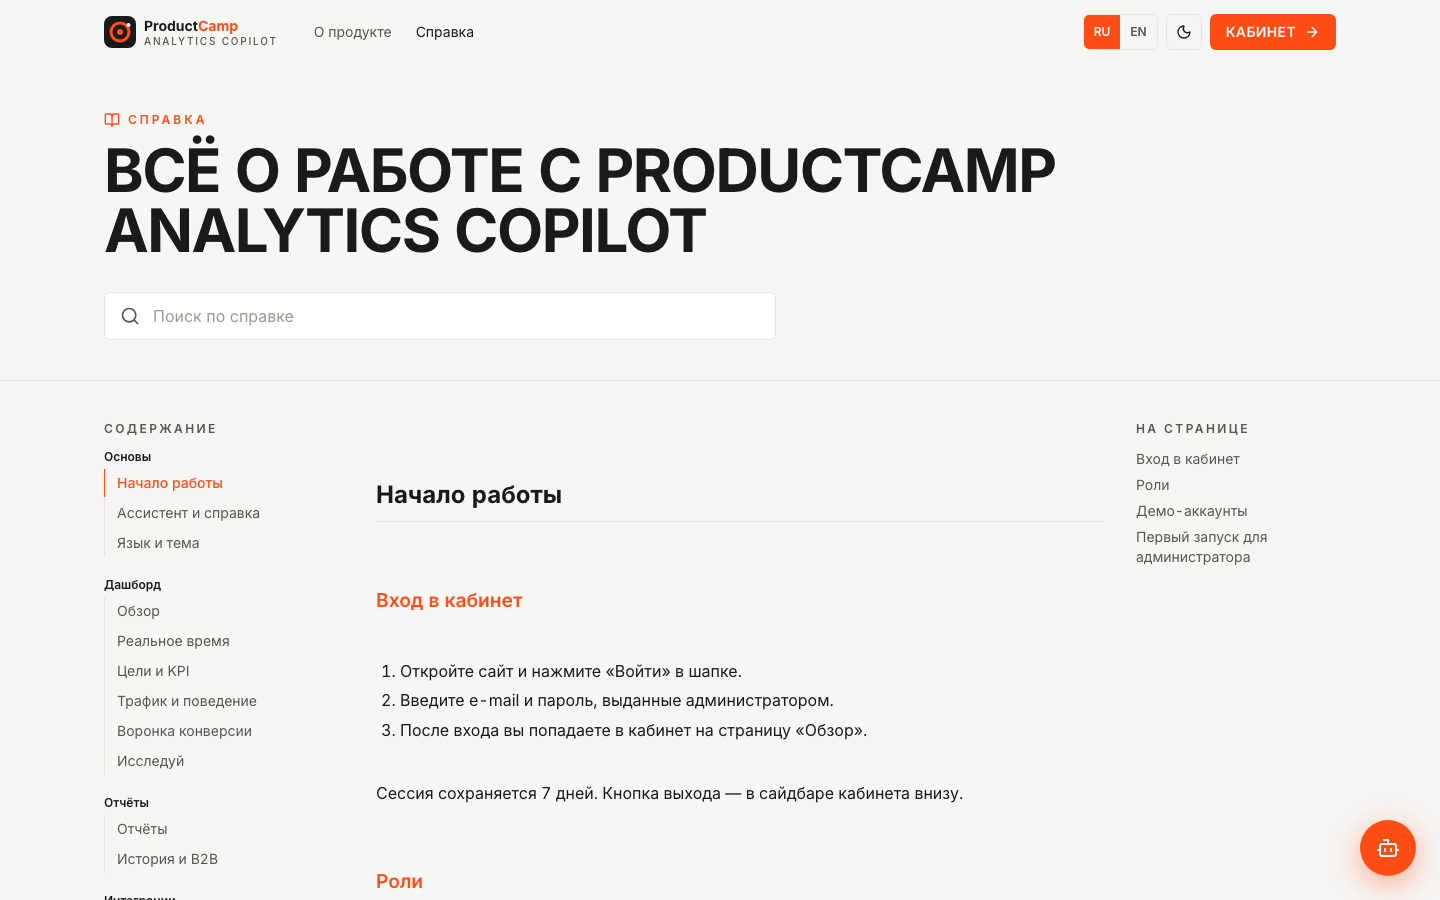 ProductCamp
ANALYTICS COPILOT
О продукте
Справка
RU
EN
КАБИНЕТ
СПРАВКА
ВСЁ О РАБОТЕ С PRODUCTCAMP
ANALYTICS COPILOT
Поиск по справке
СОДЕРЖАНИЕ
Основы
Начало работы
Ассистент и справка
Язык и тема
Дашборд
Обзор
Реальное время
Цели и KPI
Трафик и поведение
Воронка конверсии
Исследуй
Отчёты
Отчёты
История и B2B
Интеграции
Начало работы
Вход в кабинет
1. Откройте сайт и нажмите «Войти» в шапке.
2. Введите e-mail и пароль, выданные администратором.
3. После входа вы попадаете в кабинет на страницу «Обзор».
Сессия сохраняется 7 дней. Кнопка выхода — в сайдбаре кабинета внизу.
Роли
НА СТРАНИЦЕ
Вход в кабинет
Роли
Демо-аккаунты
Первый запуск для
администратора